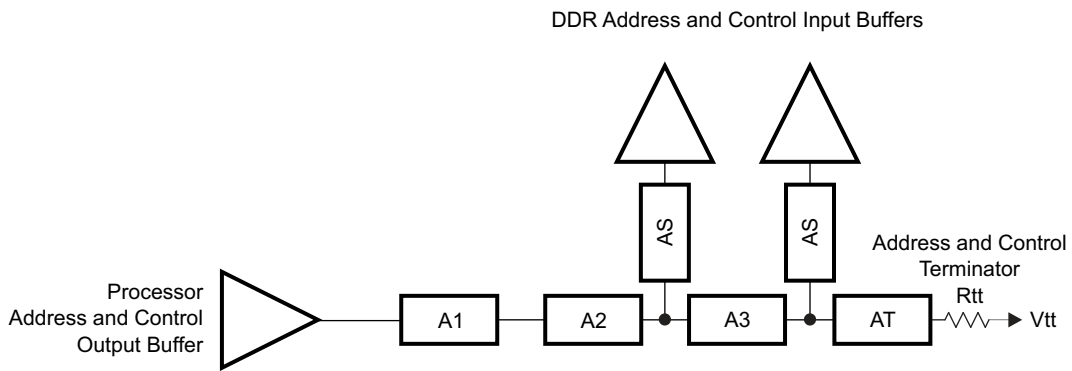 DDR Address and Control Input Buffers
AS
AS
Address and Control
Terminator
Rtt
Processor
Address and Control
Output Buffer
A1
A2
A3
AT
Vtt